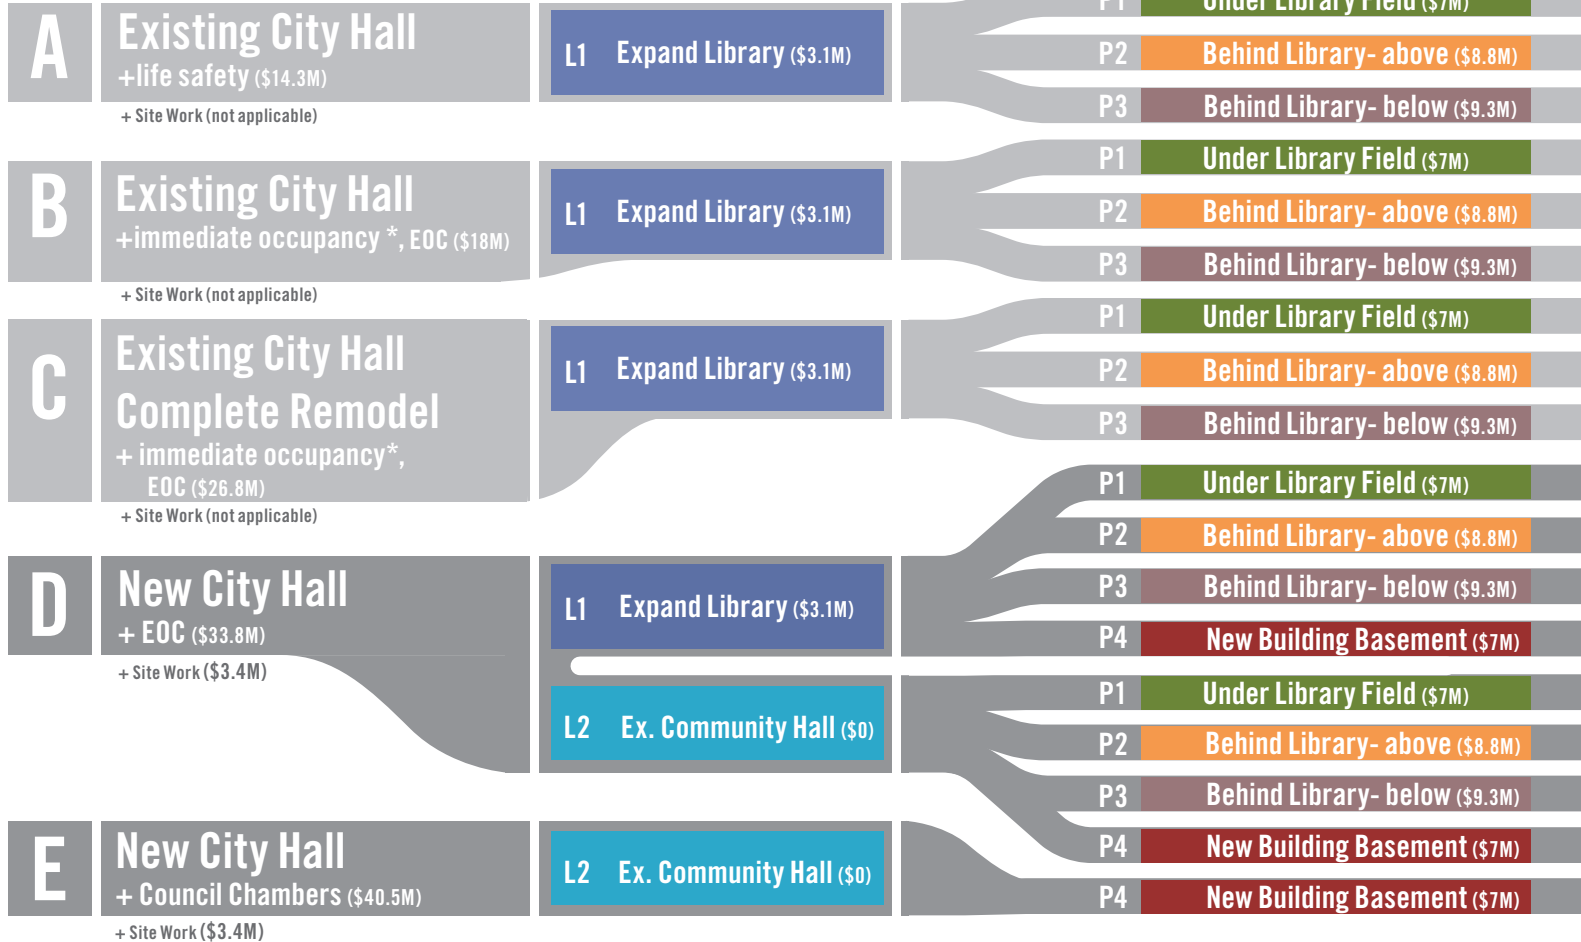 A
Existing City Hall
+life safety ($14.3M)
+ Site Work (not applicable)
L1 Expand Library ($3.1M)
P1 Under Library Field ($7M)
P2 Behind Library- above ($8.8M)
P3 Behind Library- below ($9.3M)
B
Existing City Hall
+immediate occupancy *, EOC ($18M)
+ Site Work (not applicable)
L1 Expand Library ($3.1M)
P1 Under Library Field ($7M)
P2 Behind Library- above ($8.8M)
P3 Behind Library- below ($9.3M)
C
Existing City Hall
Complete Remodel
+ immediate occupancy*,
EOC ($26.8M)
+ Site Work (not applicable)
L1 Expand Library ($3.1M)
P1 Under Library Field ($7M)
P2 Behind Library- above ($8.8M)
P3 Behind Library- below ($9.3M)
D
New City Hall
+ EOC ($33.8M)
+ Site Work ($3.4M)
L1 Expand Library ($3.1M)
P1 Under Library Field ($7M)
P2 Behind Library- above ($8.8M)
P3 Behind Library- below ($9.3M)
P4 New Building Basement ($7M)
L2 Ex. Community Hall ($0)
P1 Under Library Field ($7M)
P2 Behind Library- above ($8.8M)
P3 Behind Library- below ($9.3M)
P4 New Building Basement ($7M)
E
New City Hall
+ Council Chambers ($40.5M)
+ Site Work ($3.4M)
L2 Ex. Community Hall ($0)
P4 New Building Basement ($7M)